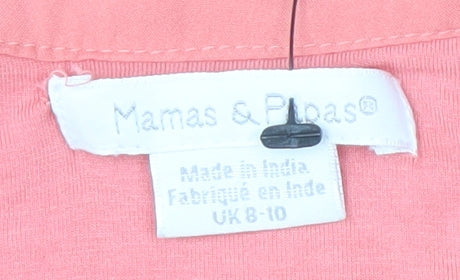 Mamas & Papas®
Made in India
Fabriqué en Inde
UK 8-10